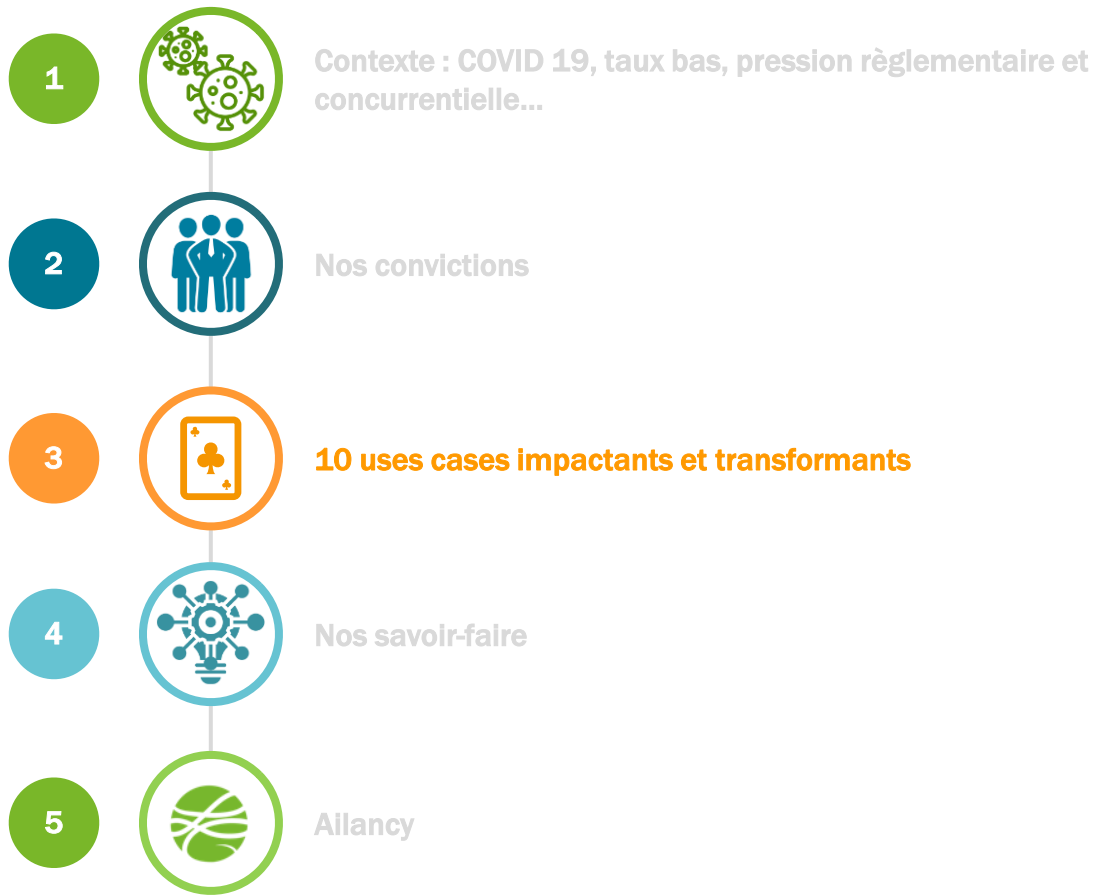 1
Contexte : COVID 19, taux bas, pression règlementaire et
concurrentielle...
2
Nos convictions
3
10 uses cases impactants et transformants
4
Nos savoir-faire
5
Ailancy